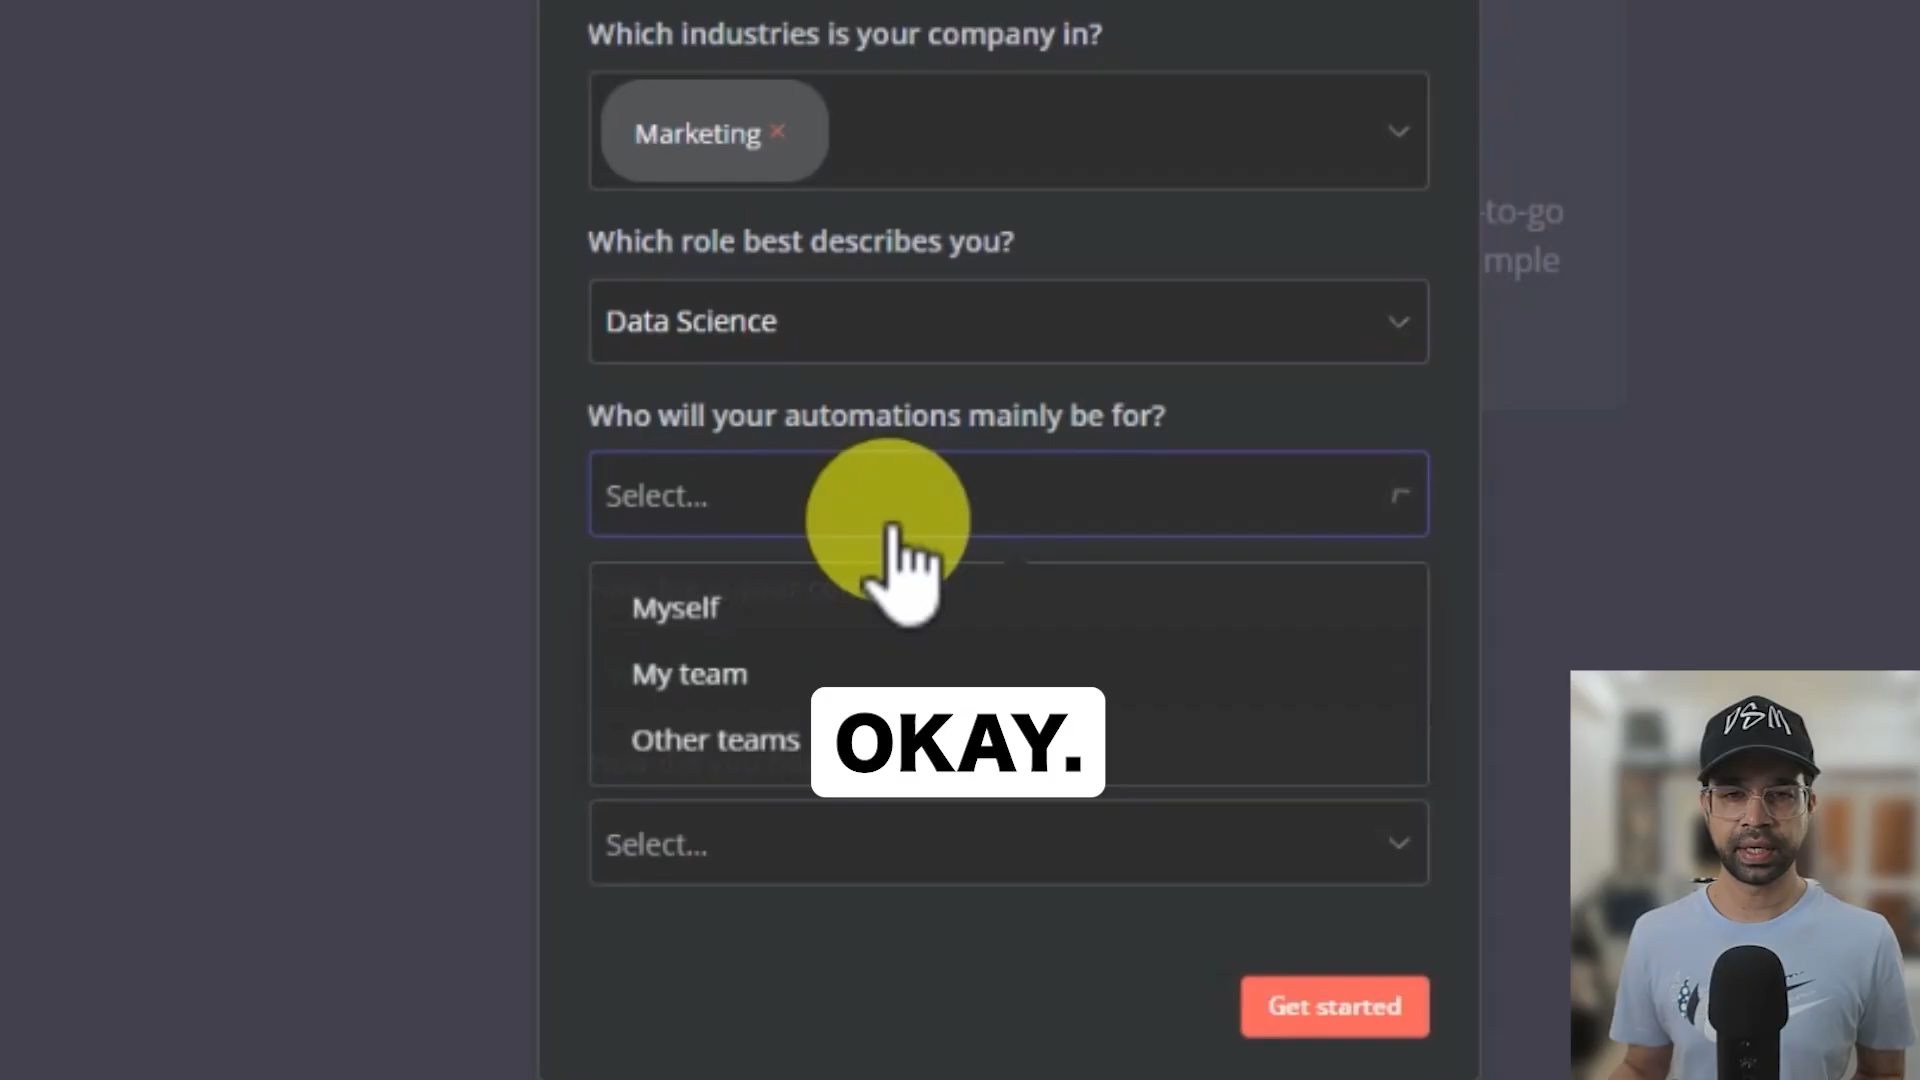 Which industries is your company in?
Marketing ×
-to-go
mple
Which role best describes you?
Data Science
Who will your automations mainly be for?
Select...
Myself
My team
Other teams
OKAY.
Select...
Get started
DSM